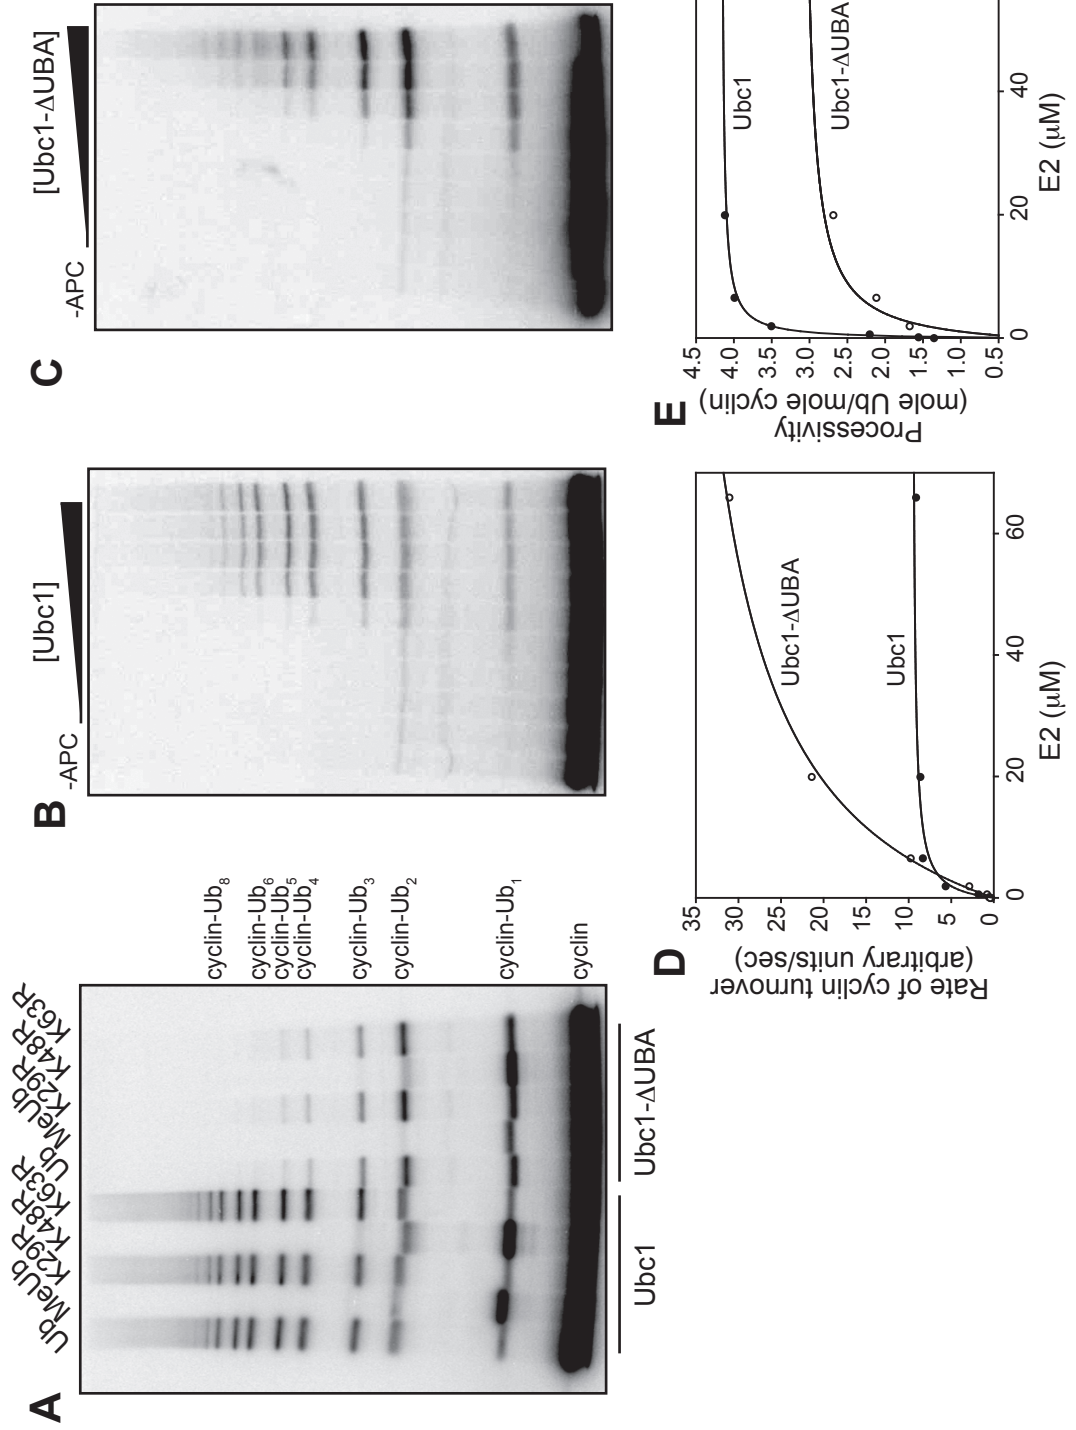 A
Ub
MeUb
K29R
K48R
K63R
Ub
MeUb
K29R
K48R
K63R
cyclin-Ub8
cyclin-Ub6
cyclin-Ub5
cyclin-Ub4
cyclin-Ub3
cyclin-Ub2
cyclin-Ub1
cyclin
Ubc1
Ubc1-ΔUBA
B
-APC
[Ubc1]
C
-APC
[Ubc1-ΔUBA]
D
Rate of cyclin turnover
(arbitrary units/sec)
35
30
25
20
15
10
5
0
Ubc1-ΔUBA
Ubc1
0 20 40 60
E2 (μM)
E
Processivity
(mole Ub/mole cyclin)
4.5
4.0
3.5
3.0
2.5
2.0
1.5
1.0
0.5
Ubc1
Ubc1-ΔUBA
0 20 40
E2 (μM)